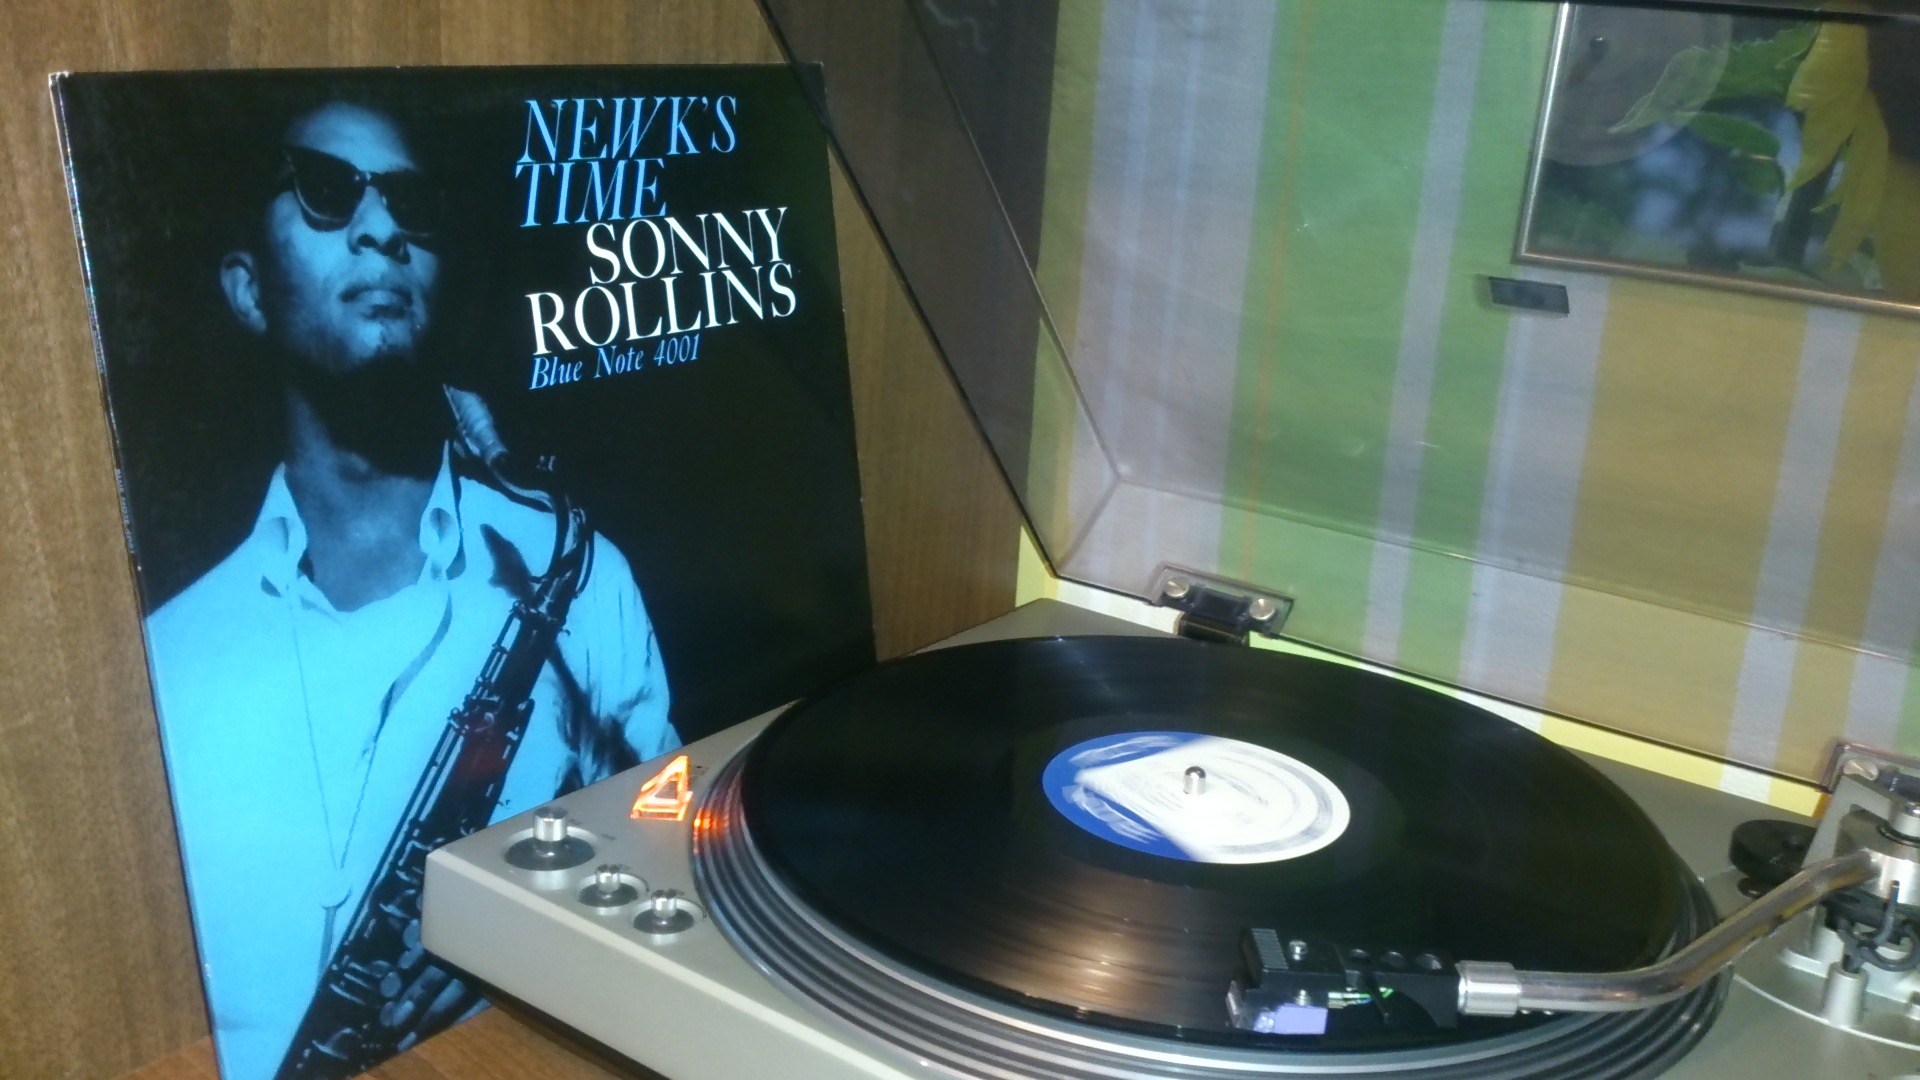 NEWK'S
TIME
SONNY
ROLLINS
Blue Note 4001